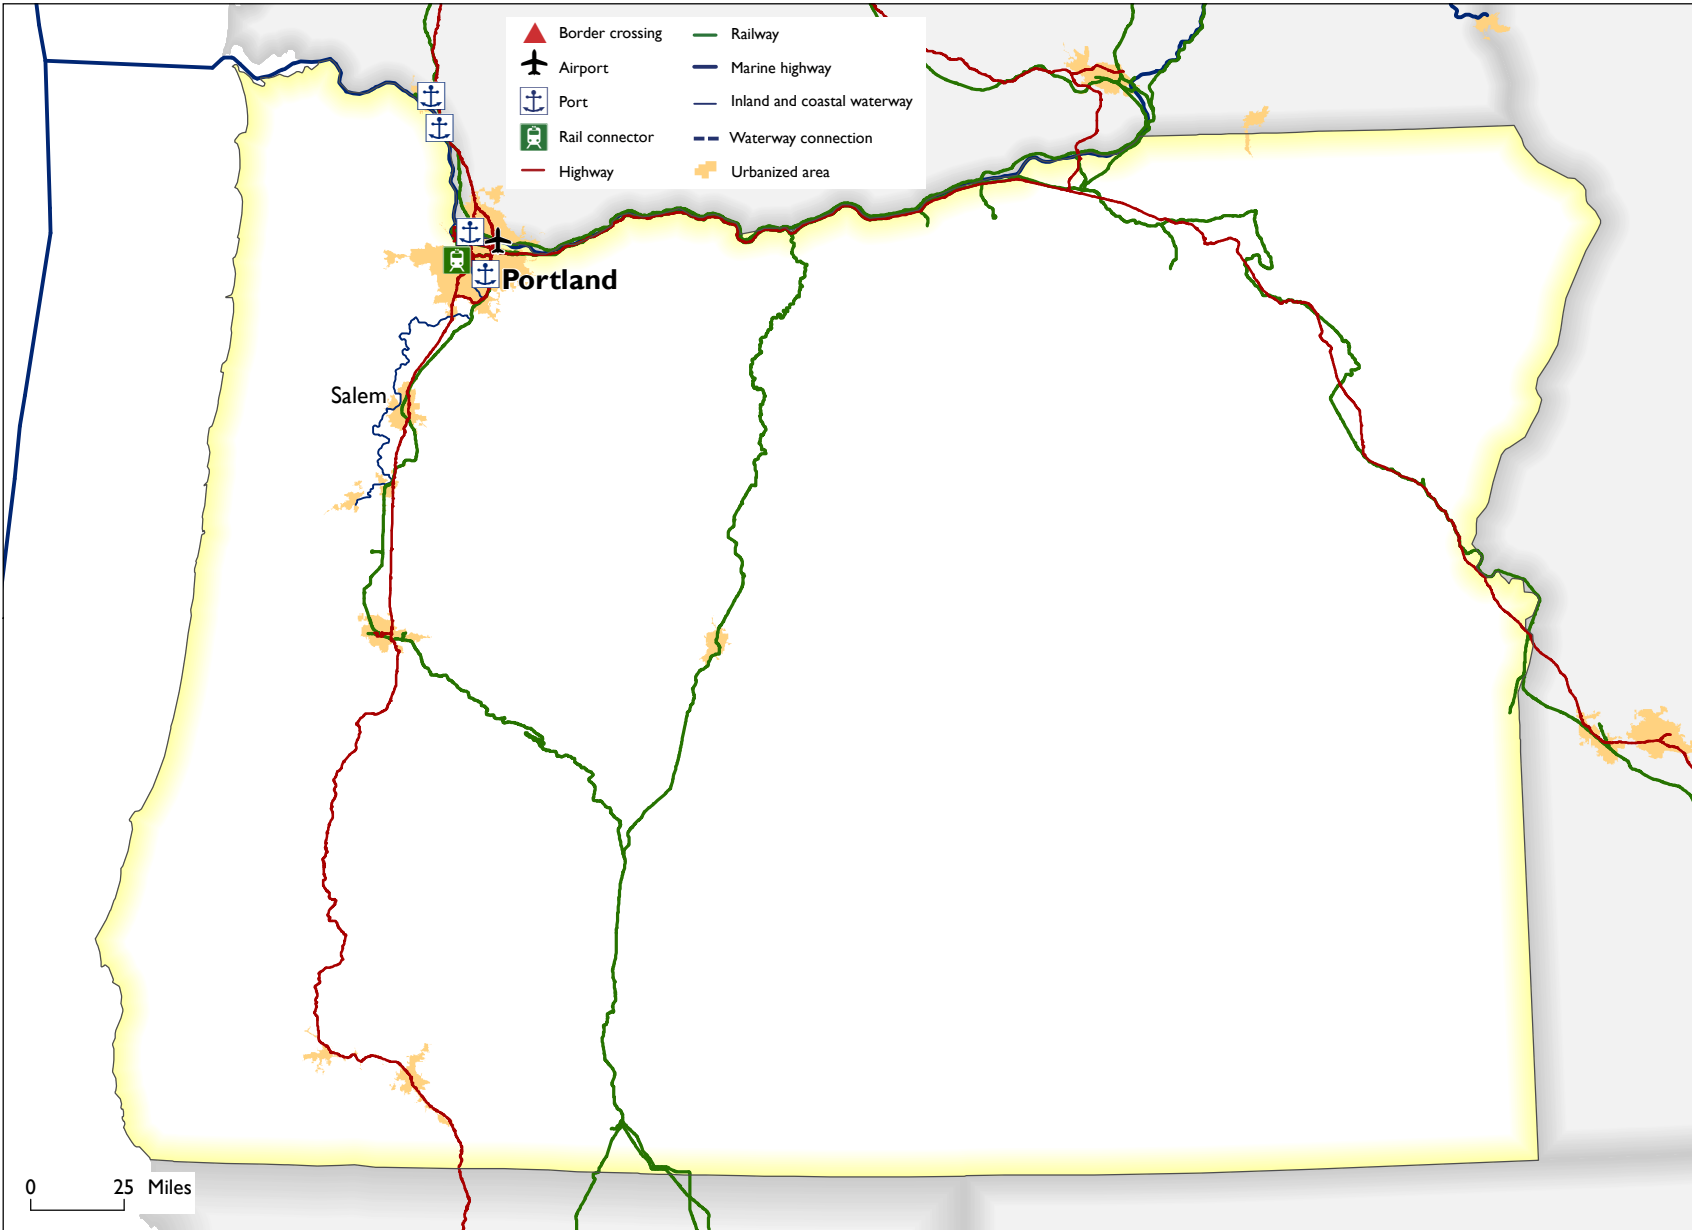 Border crossing
Airport
Port
Rail connector
Highway
Railway
Marine highway
Inland and coastal waterway
Waterway connection
Urbanized area
Portland
Salem
0 25 Miles